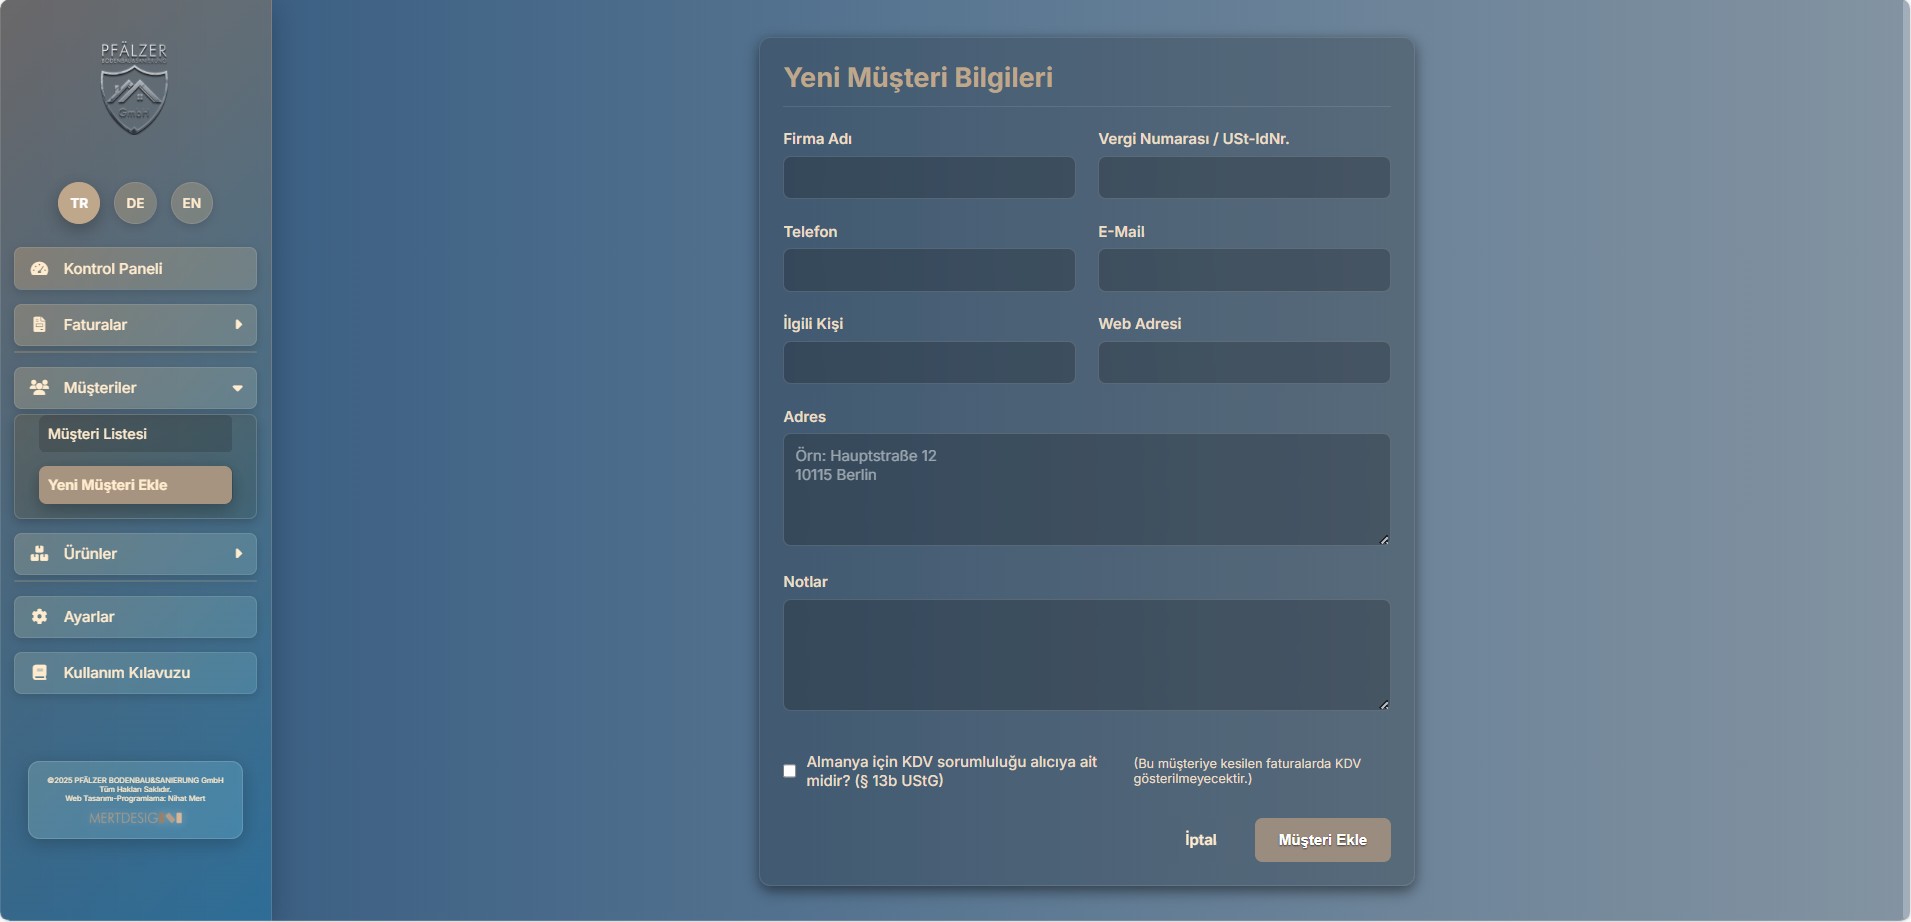 PFÄLZER
BODENBAU&SANIERUNG
GmbH
TR
DE
EN
Kontrol Paneli
Faturalar
Müşteriler
Müşteri Listesi
Yeni Müşteri Ekle
Ürünler
Ayarlar
Kullanım Kılavuzu
©2025 PFÄLZER BODENBAU&SANIERUNG GmbH
Tüm Hakları Saklıdır.
Web Tasarımı-Programlama: Nihat Mert
MERTDESIGN
Yeni Müşteri Bilgileri
Firma Adı
Vergi Numarası / USt-IdNr.
Telefon
E-Mail
İlgili Kişi
Web Adresi
Adres
Örn: Hauptstraße 12
10115 Berlin
Notlar
Almanya için KDV sorumluluğu alıcıya ait
midir? (§ 13b UStG)
(Bu müşteriye kesilen faturalarda KDV
gösterilmeyecektir.)
İptal
Müşteri Ekle